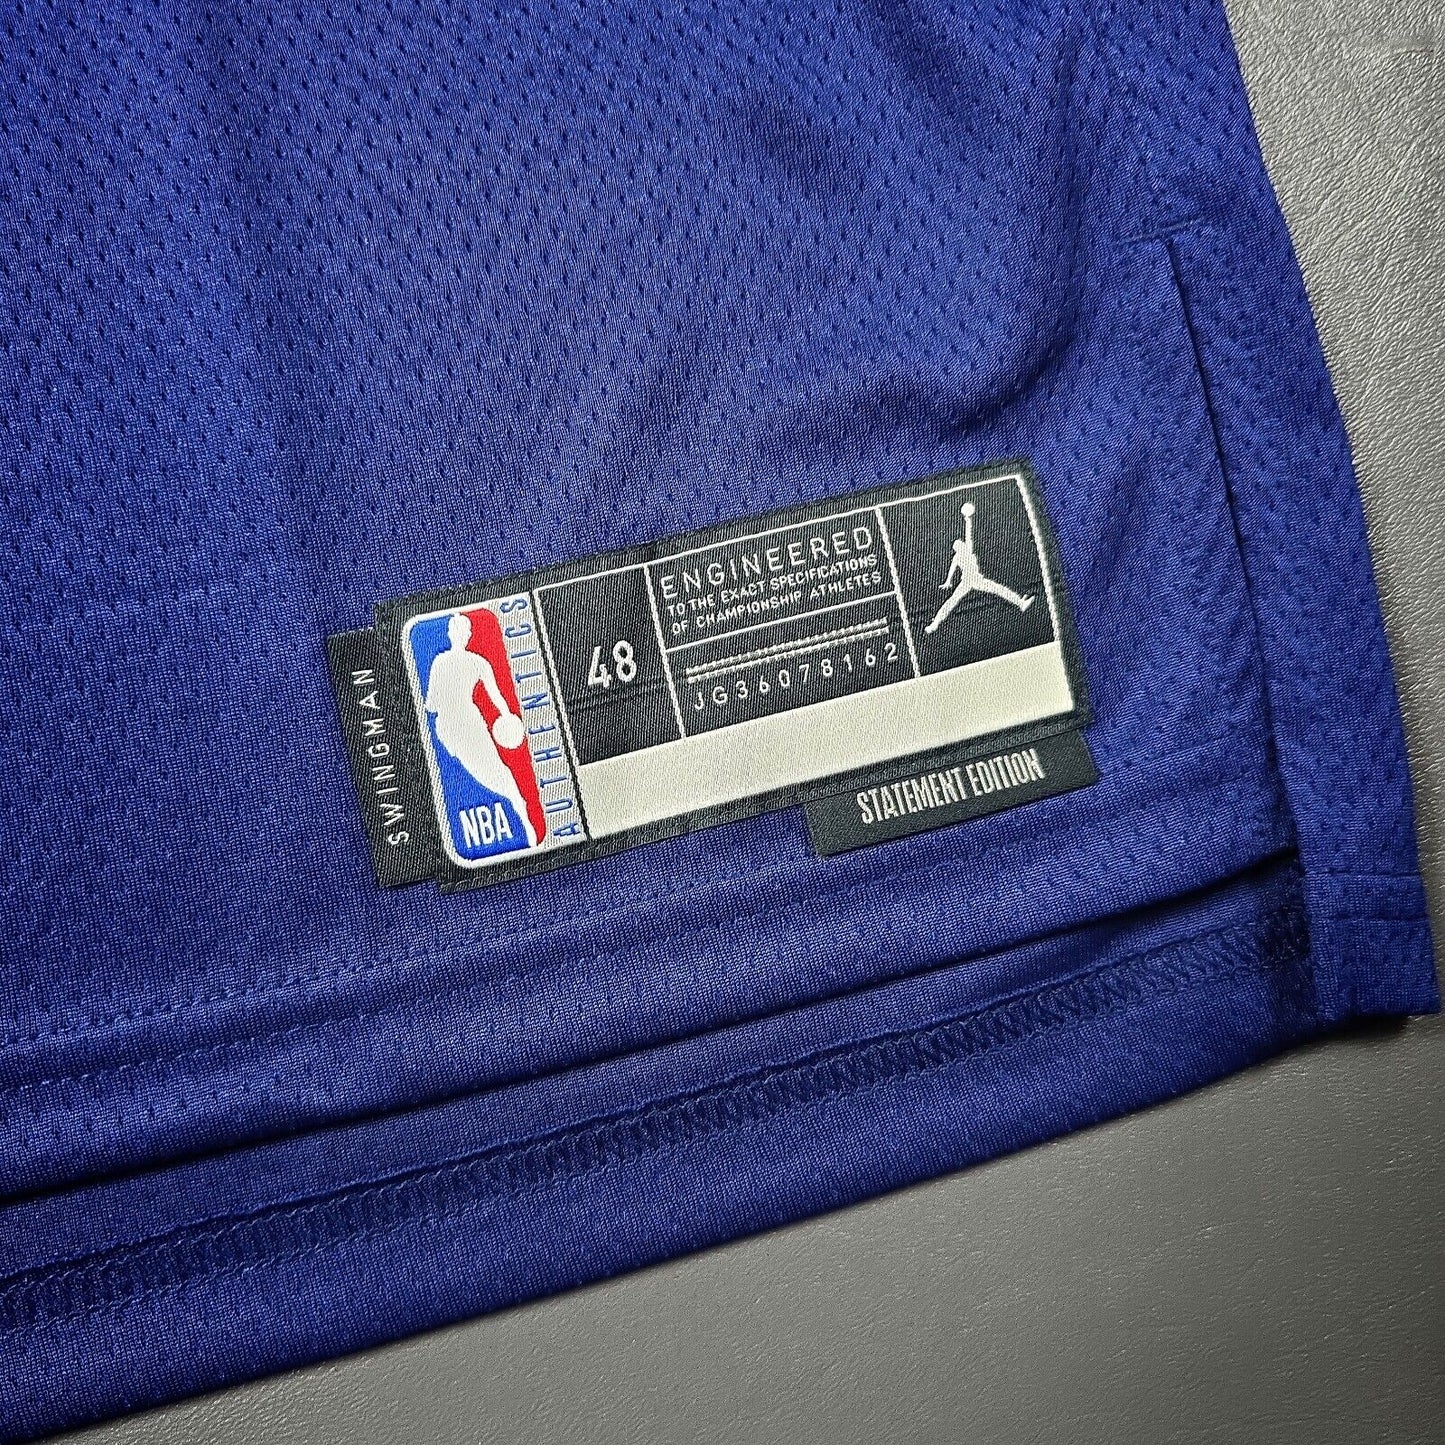 SWINGMAN
NBA
AUTHENTICS
48
ENGINEERED
TO THE EXACT SPECIFICATIONS
OF CHAMPIONSHIP ATHLETES
JG36078162
STATEMENT EDITION